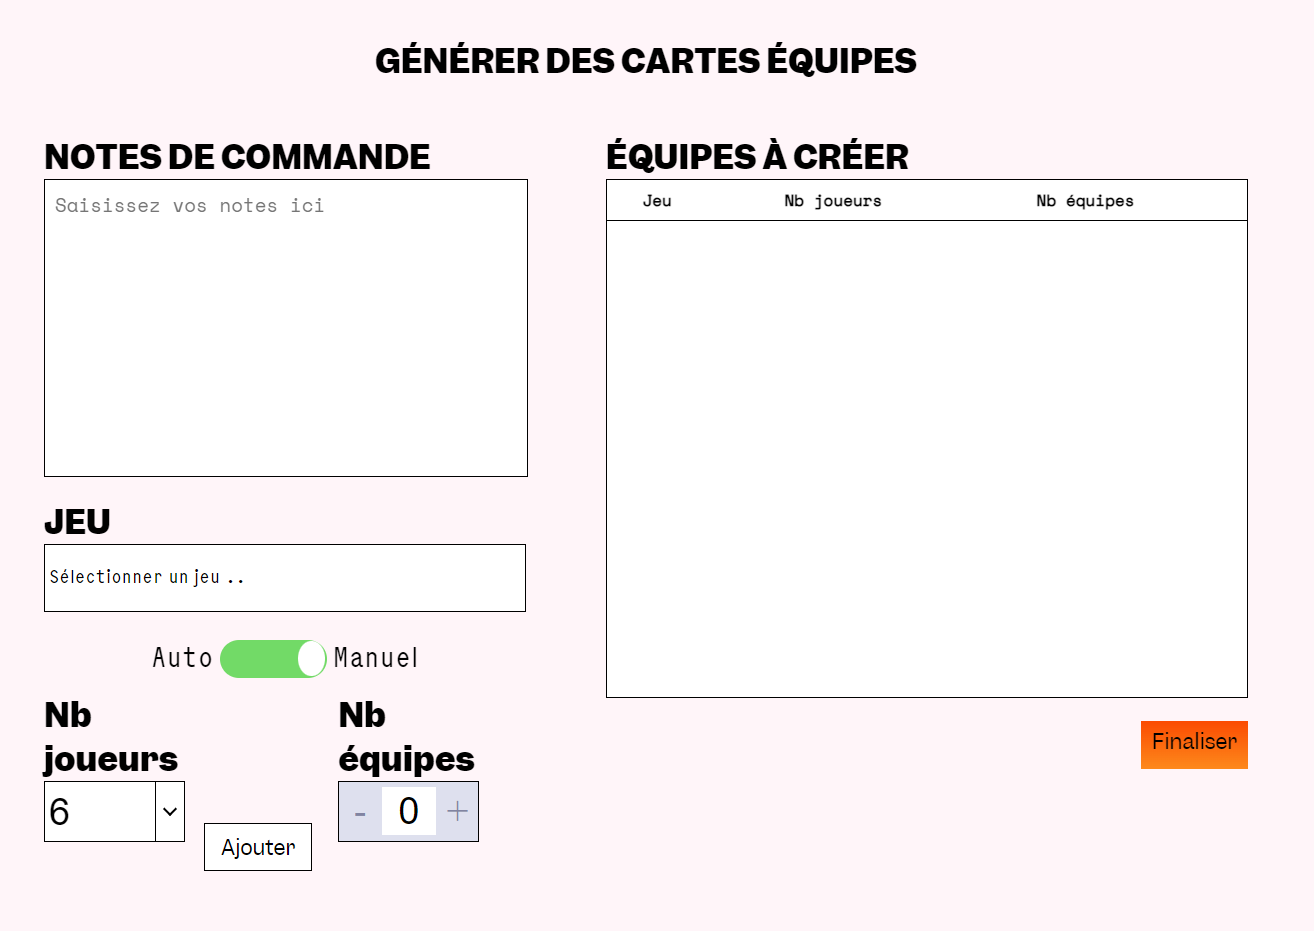 GÉNÉRER DES CARTES ÉQUIPES
NOTES DE COMMANDE
Saisissez vos notes ici
JEU
Sélectionner un jeu ..
Auto Manuel
Nb joueurs
6
Ajouter
Nb équipes
- 0 +
ÉQUIPES À CRÉER
Jeu Nb joueurs Nb équipes
Finaliser